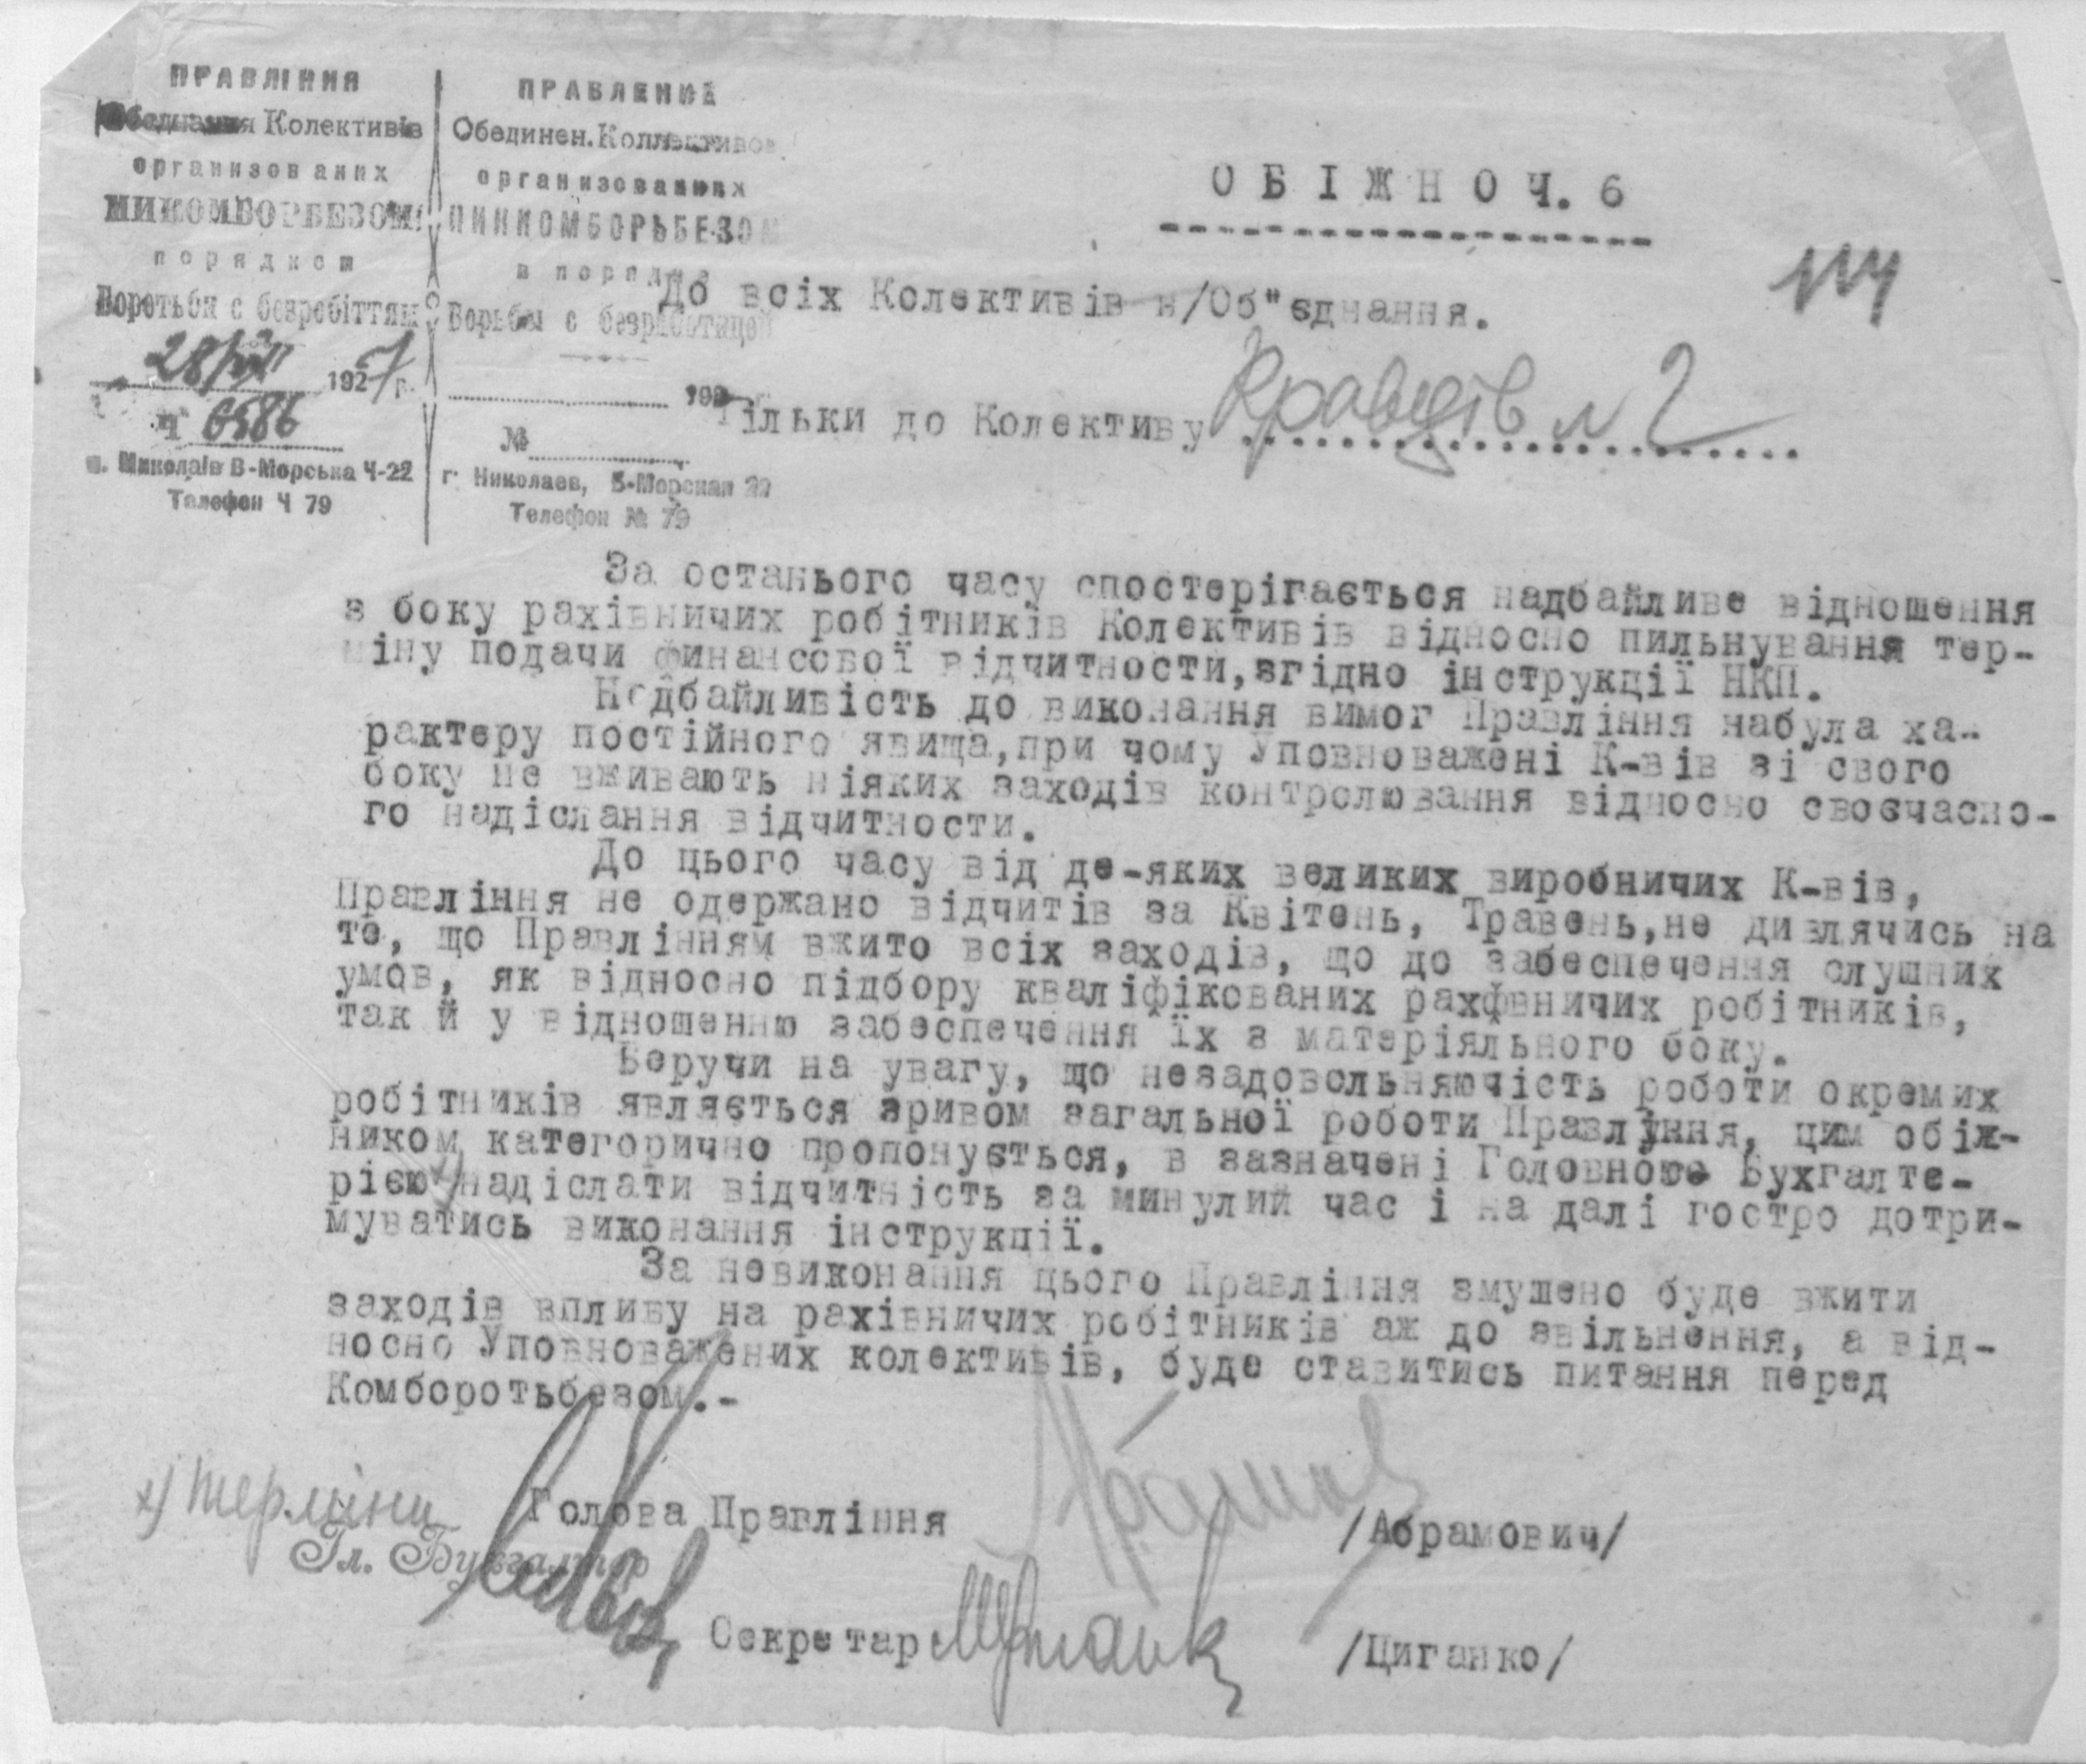 ПРАВЛІННЯ
Колективів
организованих
МИКОМБОРБЕЗОМ
порядком
Боротьби с безробіттям
28/VII 1927 г.
Ч 6586
м. Миколаів В-Морська Ч-22
Телефон Ч 79
ПРАВЛЕНИЕ
Обединен. Коллективов
организованных
НИККОМБОРЬБЕЗОМ
в порядке
Борьбы с безработицей
192 г.
№
г. Николаев, Б-Морская 22
Телефон № 79
ОБІЖНО Ч. 6
114
До всіх Колективів н/Об"єднання.
Тільки до Колективу Кравців № 2
За останього часу спостерігається надбайливе відношення
з боку рахівничих робітників Колективів відносно пильнування тер-
міну подачи финансової відчитности, згідно інструкції НКП.
Недбайливість до виконання вимог Правління набула ха-
рактеру постійного явища, при чому Уповноважені К-вів зі свого
боку не вживають ніяких заходів контролювання відносно своєчасно-
го надіслання відчитности.
До цього часу від де-яких великих виробничих К-вів,
Правління не одержано відчитів за Квітень, Травень, не дивлячись на
те, що Правлінням вжито всіх заходів, що до забеспечення слушних
умов, як відносно підбору кваліфікованих рахфвничих робітників,
так й у відношенню забеспечення їх з матеріяльного боку.
Беручи на увагу, що незадовольняючість роботи окремих
робітників являється зривом загальної роботи Правління, цим обіж-
ником категорично пропонується, в зазначені Головною Бухгалте-
рією х) надіслати відчитність за минулий час і на далі гостро дотри-
муватись виконання інструкції.
За невиконання цього Правління змушено буде вжити
заходів впливу на рахівничих робітників аж до звільнення, а від-
носно Уповноважених колективів, буде ставитись питання перед
Комборотьбезом.-
х) терміни
Голова Правління /Абрамович/
Гл. Бухгалтер
Секретар /Циганко/